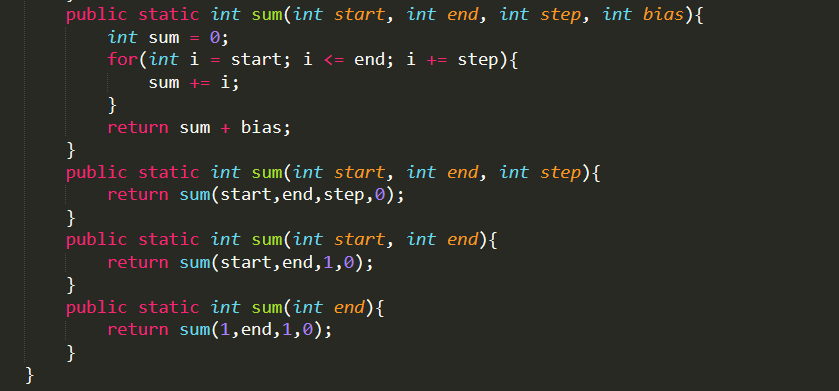 public static int sum(int start, int end, int step, int bias){
int sum = 0;
for(int i = start; i <= end; i += step){
sum += i;
}
return sum + bias;
}
public static int sum(int start, int end, int step){
return sum(start,end,step,0);
}
public static int sum(int start, int end){
return sum(start,end,1,0);
}
public static int sum(int end){
return sum(1,end,1,0);
}
}